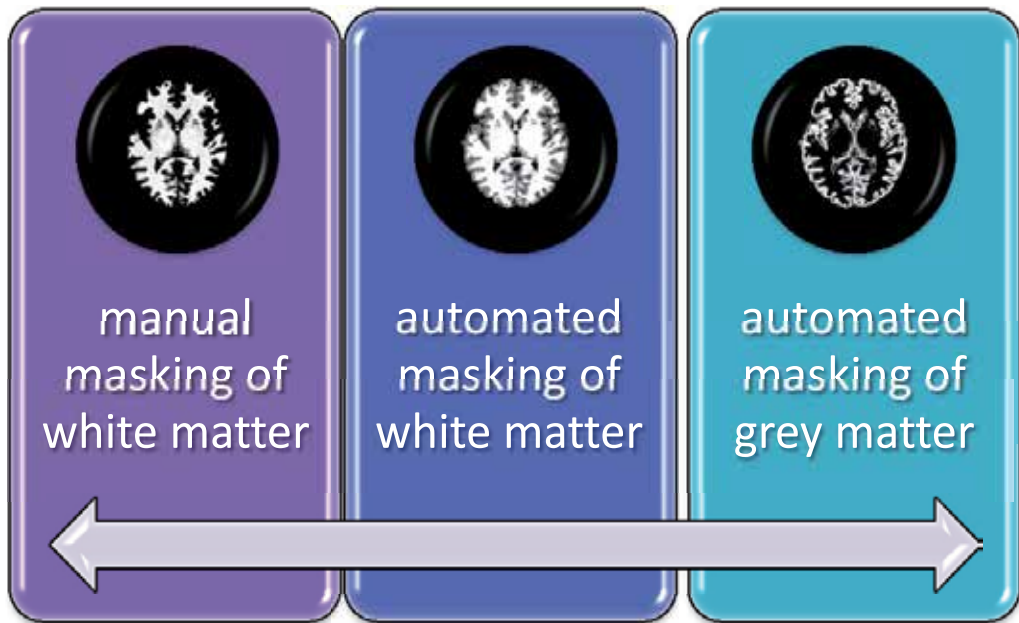 manual
masking of
white matter
automated
masking of
white matter
automated
masking of
grey matter